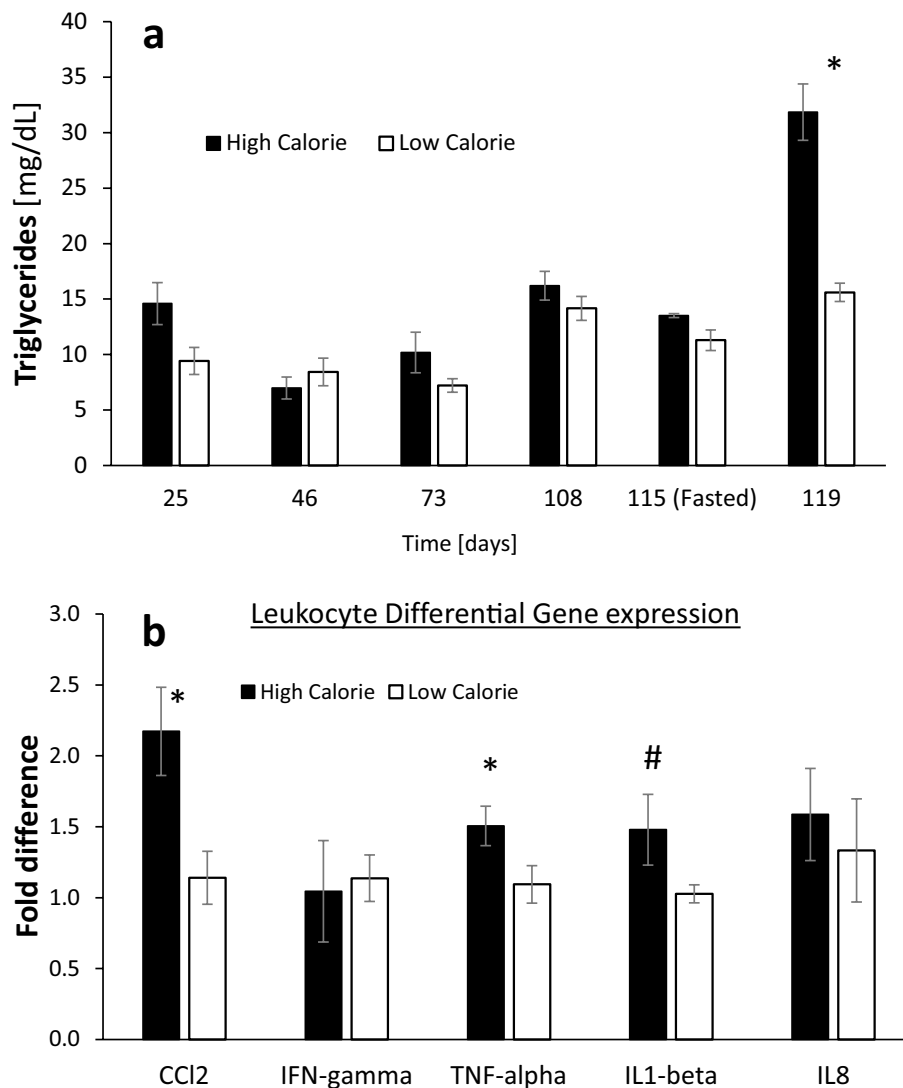 a
40
35
30
25
20
15
10
5
0
Triglycerides [mg/dL]
*
High Calorie Low Calorie
25 46 73 108 115 (Fasted) 119
Time [days]
b
Leukocyte Differential Gene expression
3.0
2.5
2.0
1.5
1.0
0.5
0.0
Fold difference
High Calorie Low Calorie
*
*
#
CCl2 IFN-gamma TNF-alpha IL1-beta IL8